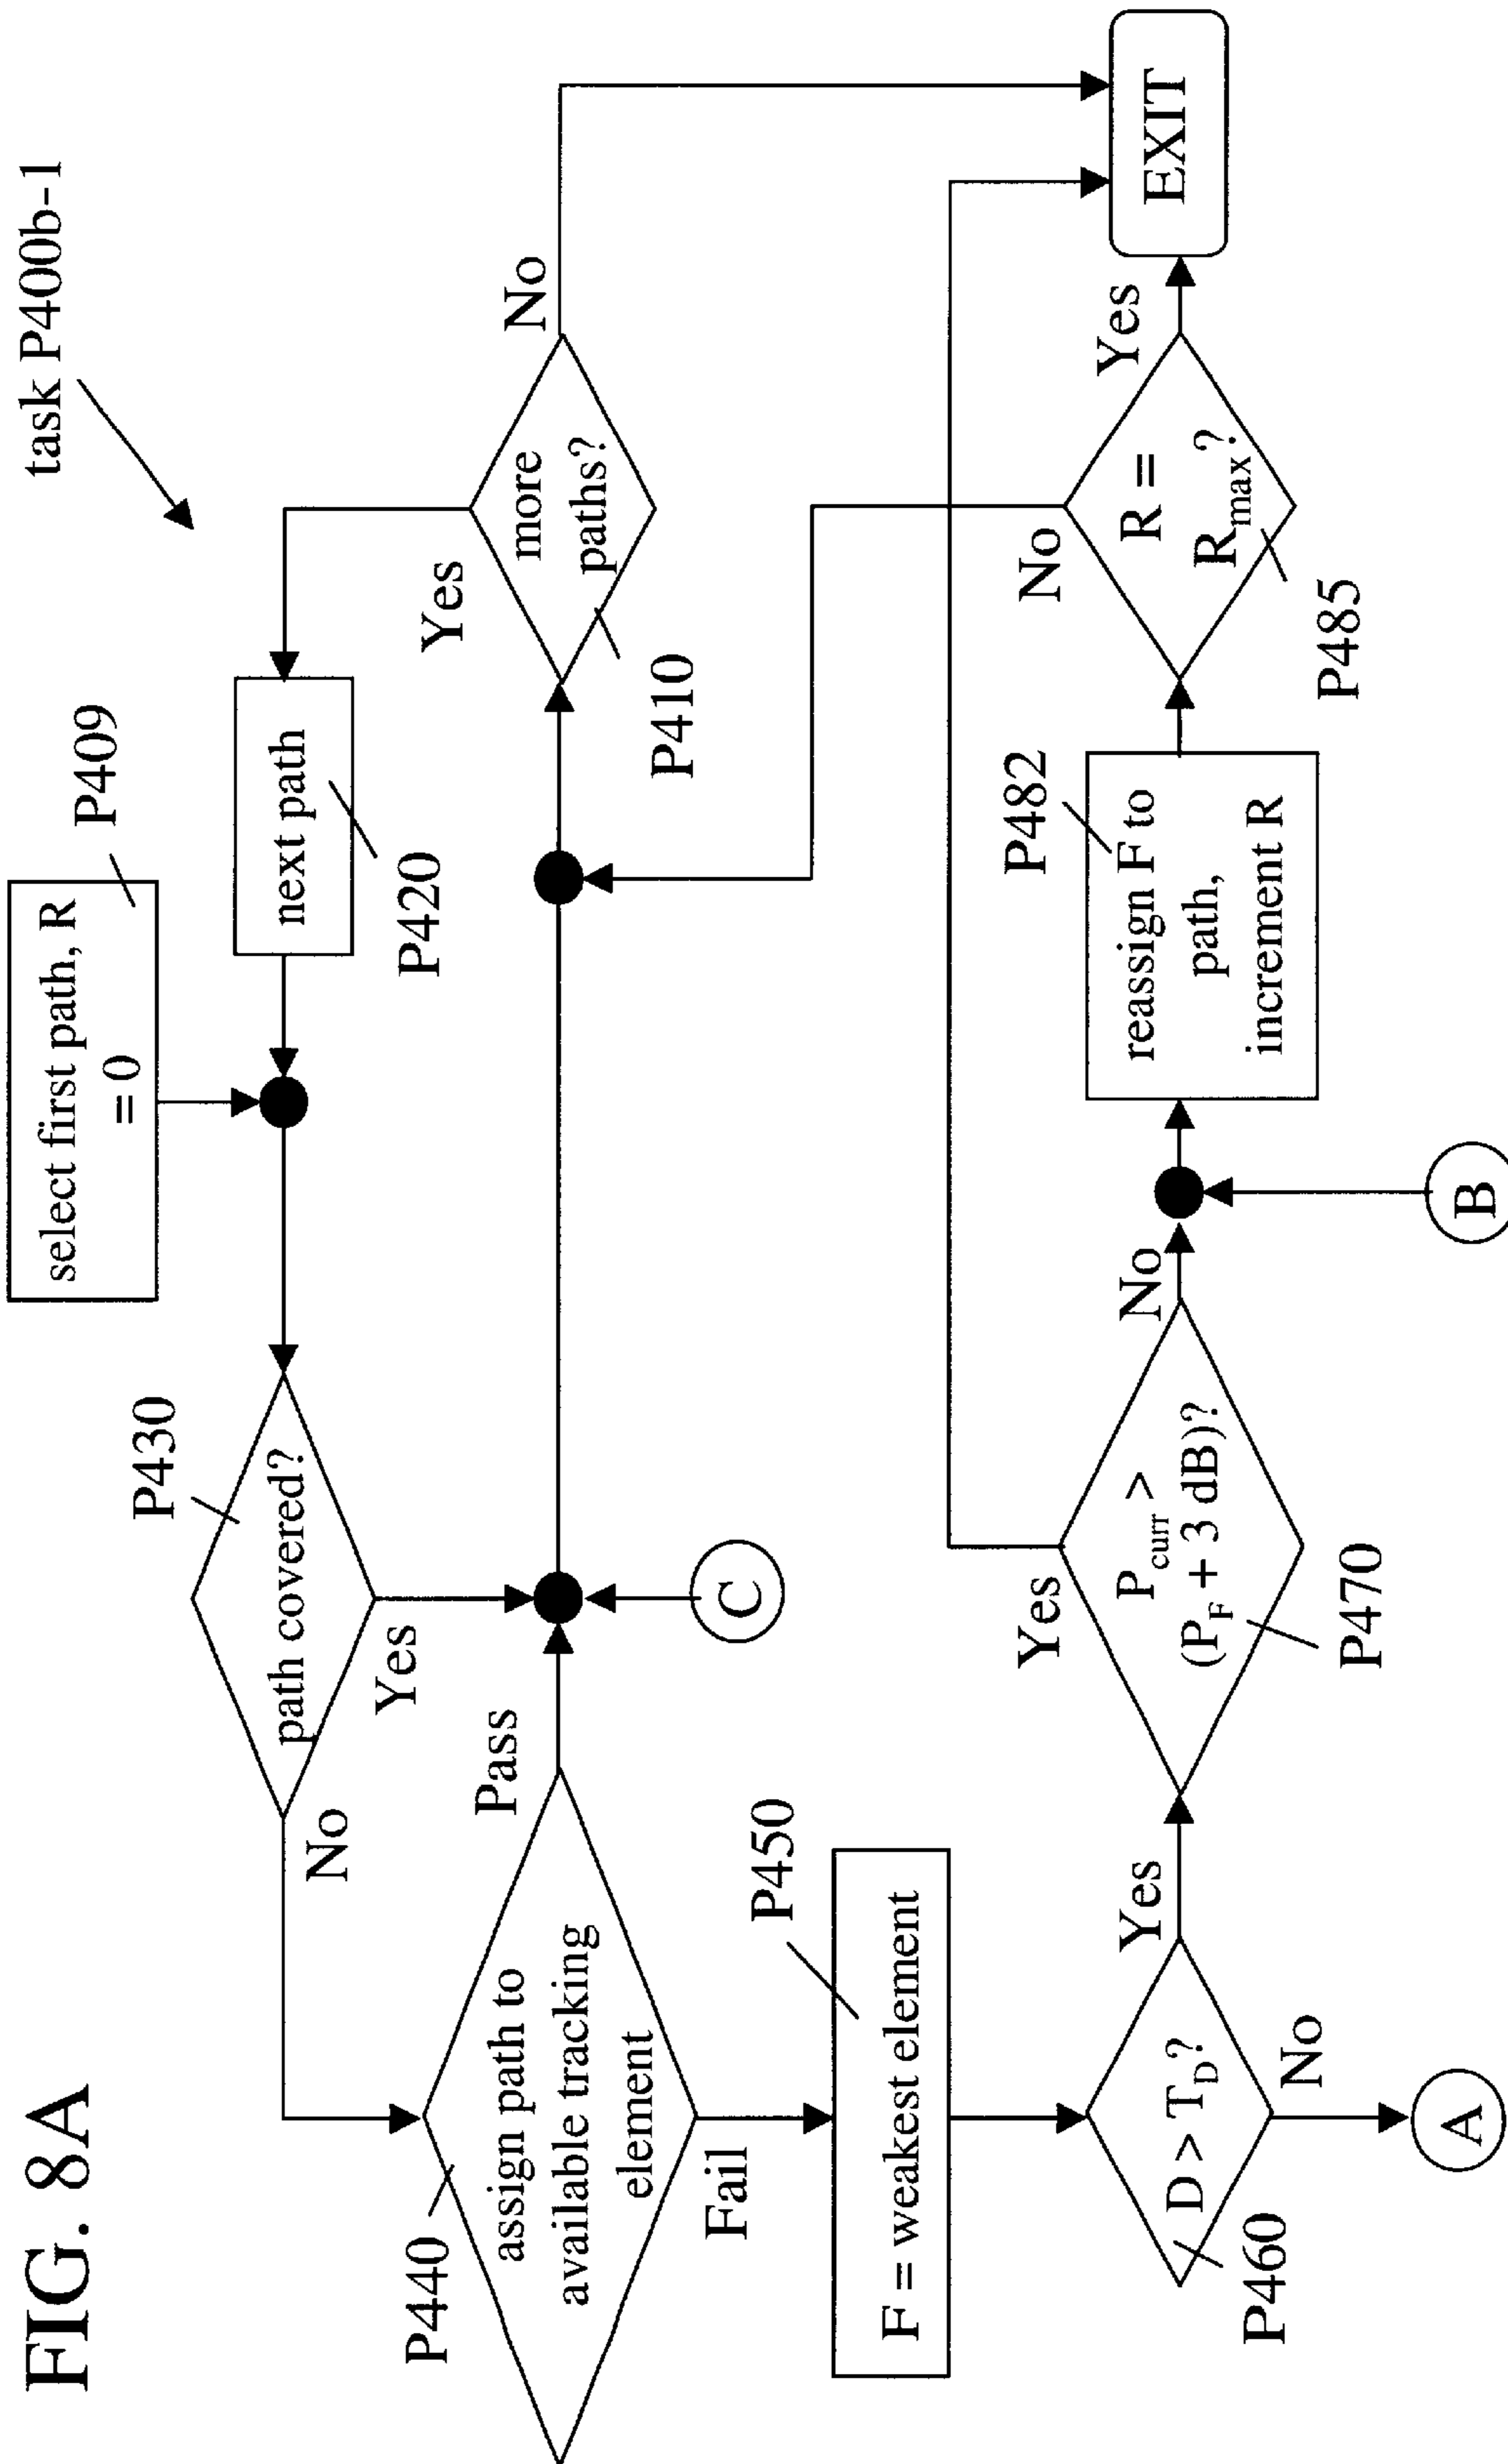 FIG. 8A
task P400b-1
select first path, R
= 0
P409
next path
P420
P430
path covered?
No
Yes
more
paths?
Yes
No
P410
P440
assign path to
available tracking
element
Pass
Fail
C
P450
F = weakest element
P460
D > T_D?
Yes
No
A
P_curr >
(P_F + 3 dB)?
Yes
No
P470
B
P482
reassign F to
path,
increment R
R =
R_max?
No
Yes
P485
EXIT